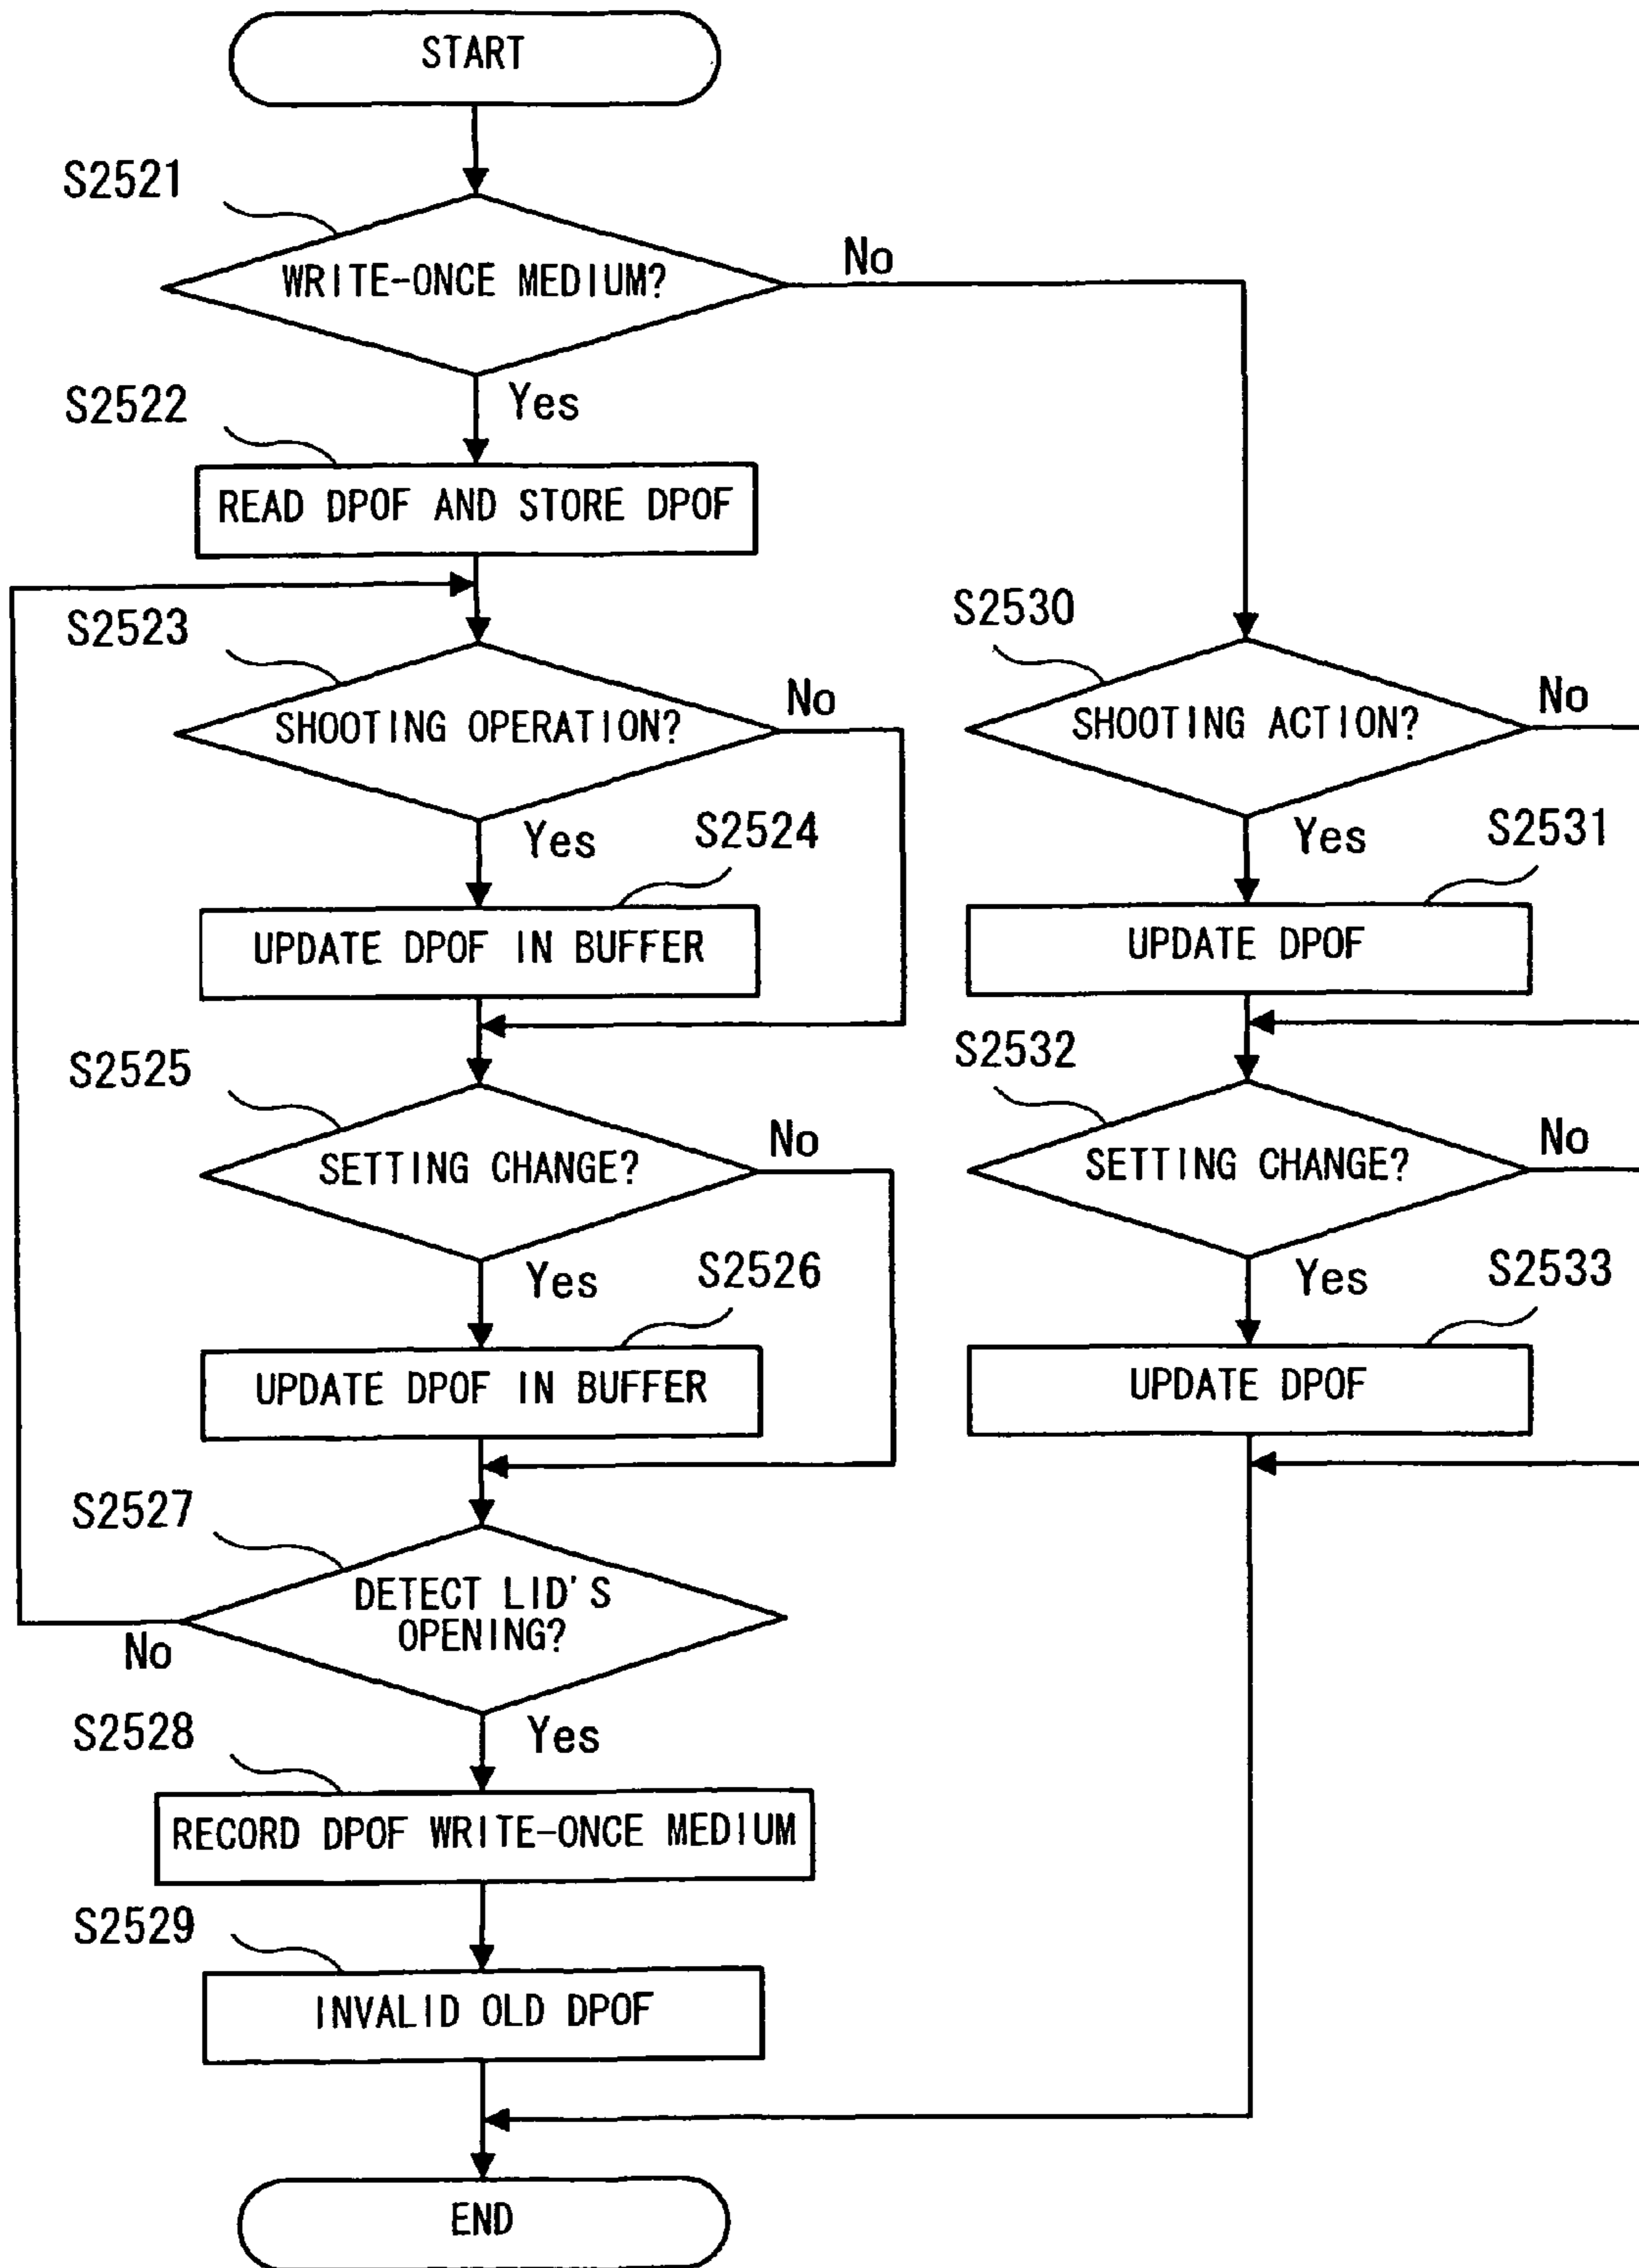 START
S2521
WRITE-ONCE MEDIUM?
No
Yes
S2522
READ DPOF AND STORE DPOF
S2523
SHOOTING OPERATION?
No
Yes
S2524
UPDATE DPOF IN BUFFER
S2525
SETTING CHANGE?
No
Yes
S2526
UPDATE DPOF IN BUFFER
S2527
DETECT LID'S
OPENING?
No
Yes
S2528
RECORD DPOF WRITE-ONCE MEDIUM
S2529
INVALID OLD DPOF
S2530
SHOOTING ACTION?
No
Yes
S2531
UPDATE DPOF
S2532
SETTING CHANGE?
No
Yes
S2533
UPDATE DPOF
END